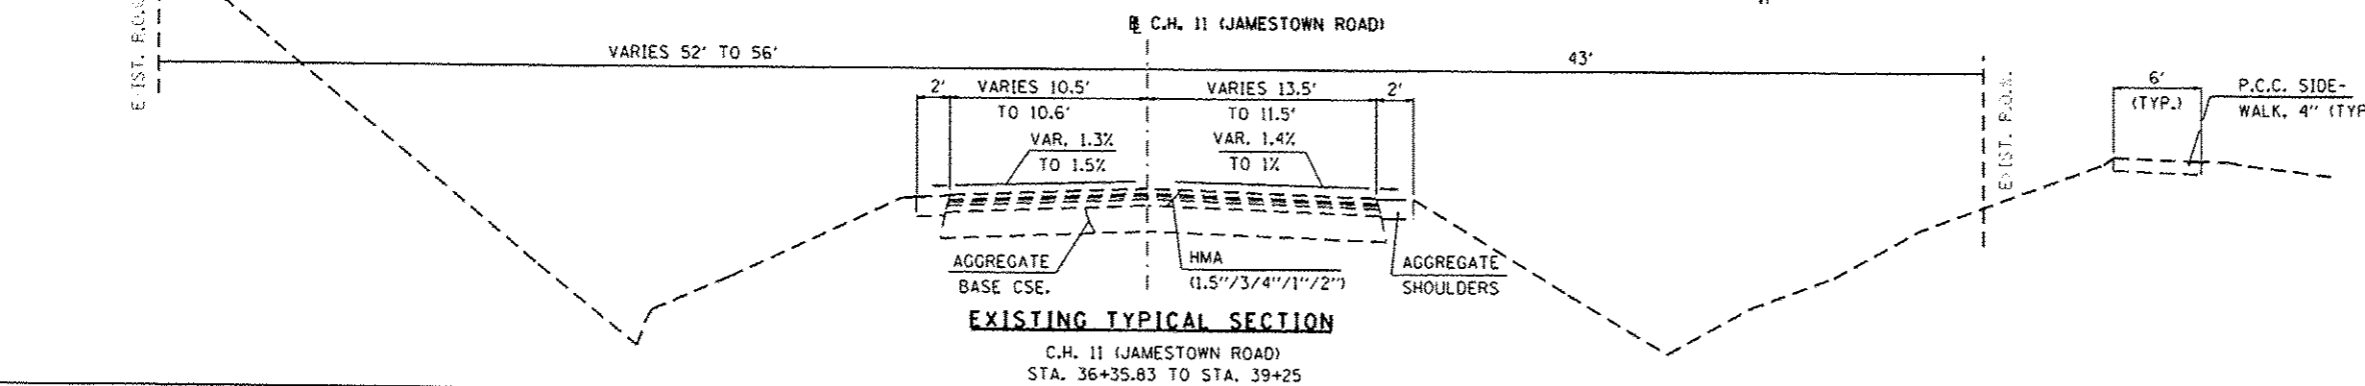 ℄ C.H. 11 (JAMESTOWN ROAD)
VARIES 52' TO 56'
43'
EXIST. R.O.W.
2'
VARIES 10.5'
TO 10.6'
VARIES 13.5'
TO 11.5'
2'
VAR. 1.3%
TO 1.5%
VAR. 1.4%
TO 1%
6'
(TYP.)
P.C.C. SIDE-
WALK, 4" (TYP
EXIST. R.O.W.
AGGREGATE
BASE CSE.
HMA
(1.5"/3/4"/1"/2")
AGGREGATE
SHOULDERS
EXISTING TYPICAL SECTION
C.H. 11 (JAMESTOWN ROAD)
STA. 36+35.83 TO STA. 39+25